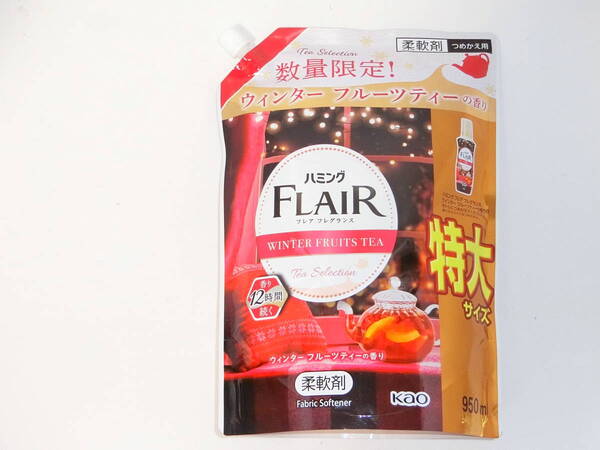 柔軟剤 つめかえ用
Tea Selection
数量限定!
ウィンター フルーツティーの香り
ハミング
FLAIR
フレア フレグランス
WINTER FRUITS TEA
Tea Selection
特大
サイズ
香り
12時間
続く
ウィンター フルーツティーの香り
柔軟剤
Fabric Softener
Kao
950ml